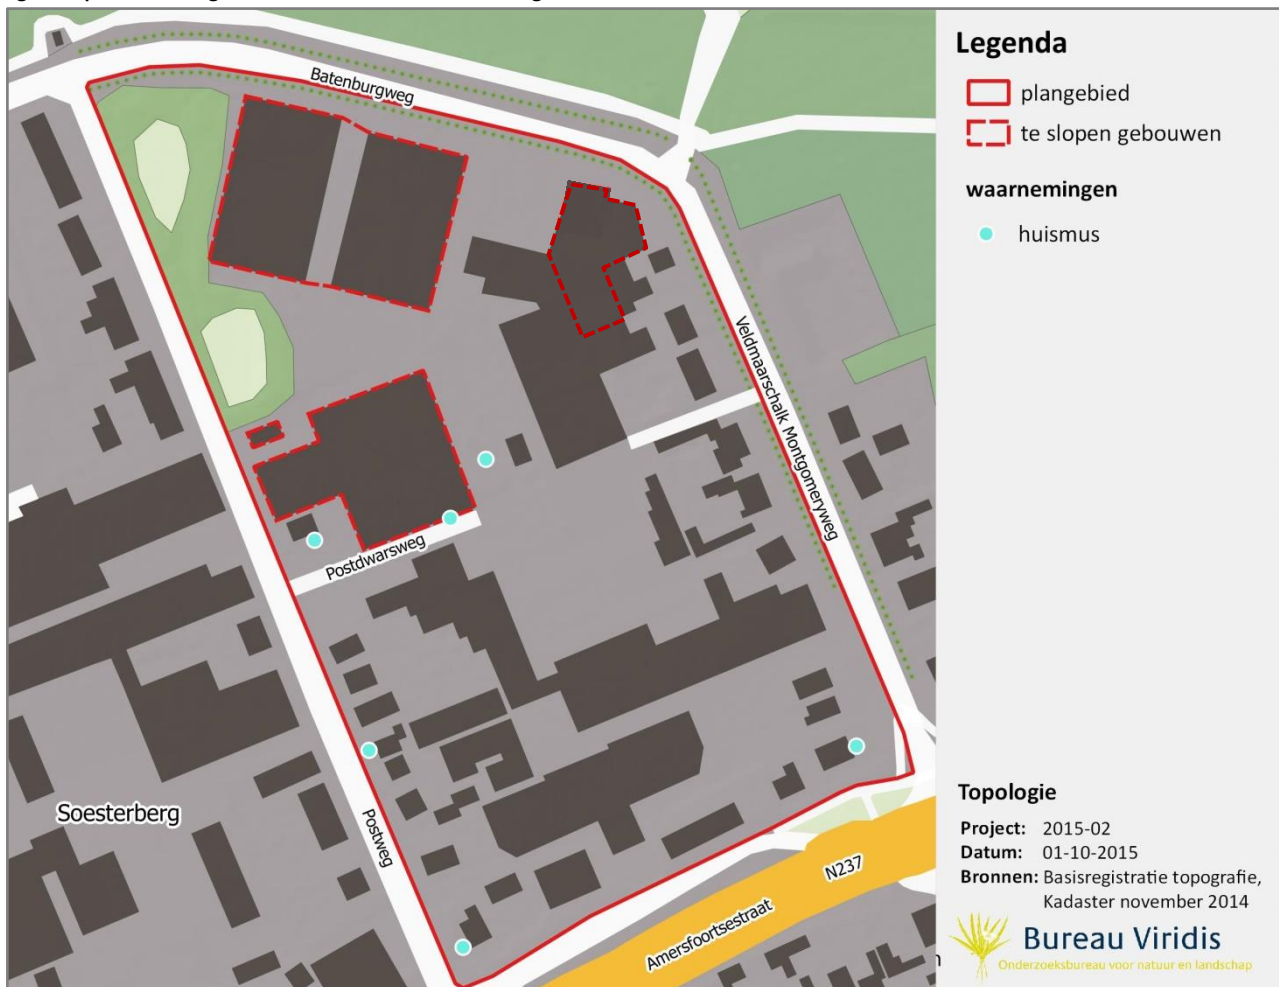 Batenburgweg
Veldmaarschalk Montgomeryweg
Postdwarsweg
Soesterberg
Postweg
N237
Amersfoortsestraat
Legenda
plangebied
te slopen gebouwen
waarnemingen
huismus
Topologie
Project: 2015-02
Datum: 01-10-2015
Bronnen: Basisregistratie topografie,
Kadaster november 2014
Bureau Viridis
Onderzoeksbureau voor natuur en landschap